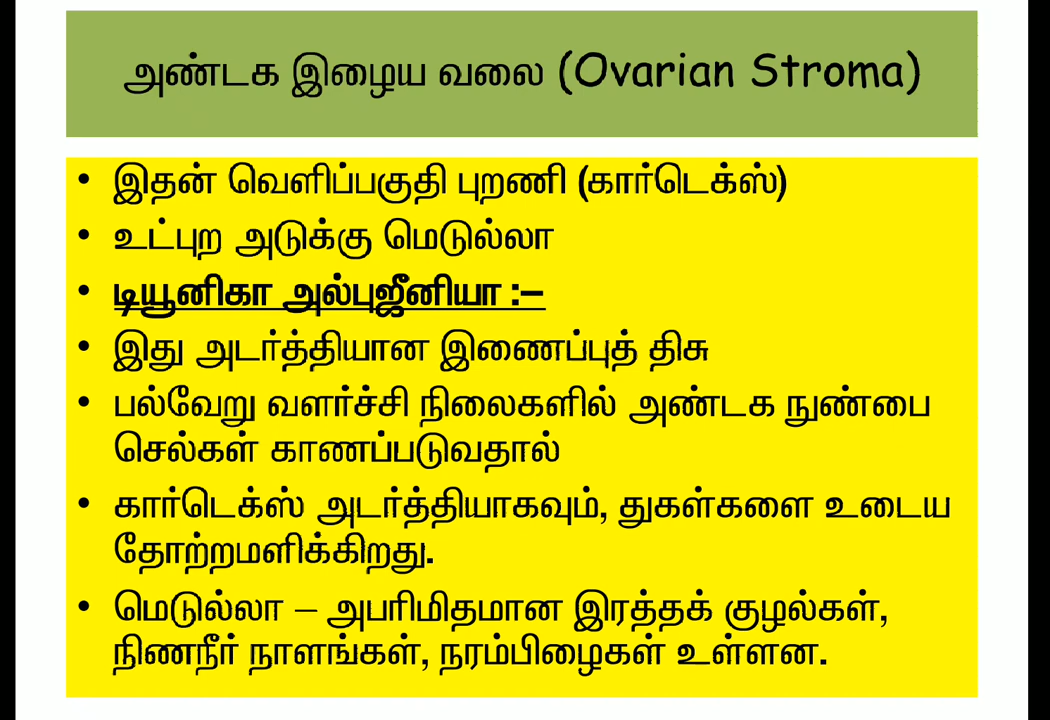 அண்டக இழைய வலை (Ovarian Stroma)
• இதன் வெளிப்பகுதி புறணி (கார்டெக்ஸ்)
• உட்புற அடுக்கு மெடுல்லா
• டியூனிகா அல்புஜீனியா :–
• இது அடர்த்தியான இணைப்புத் திசு
• பல்வேறு வளர்ச்சி நிலைகளில் அண்டக நுண்பை
செல்கள் காணப்படுவதால்
• கார்டெக்ஸ் அடர்த்தியாகவும், துகள்களை உடைய
தோற்றமளிக்கிறது.
• மெடுல்லா – அபரிமிதமான இரத்தக் குழல்கள்,
நிணநீர் நாளங்கள், நரம்பிழைகள் உள்ளன.